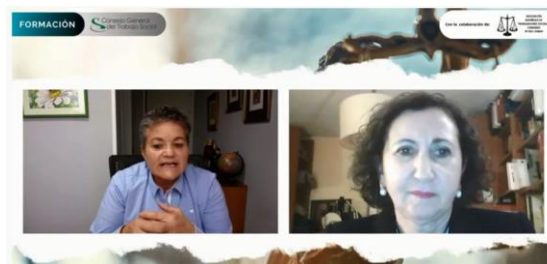 FORMACIÓN
Consejo General
del Trabajo Social
Con la colaboración de